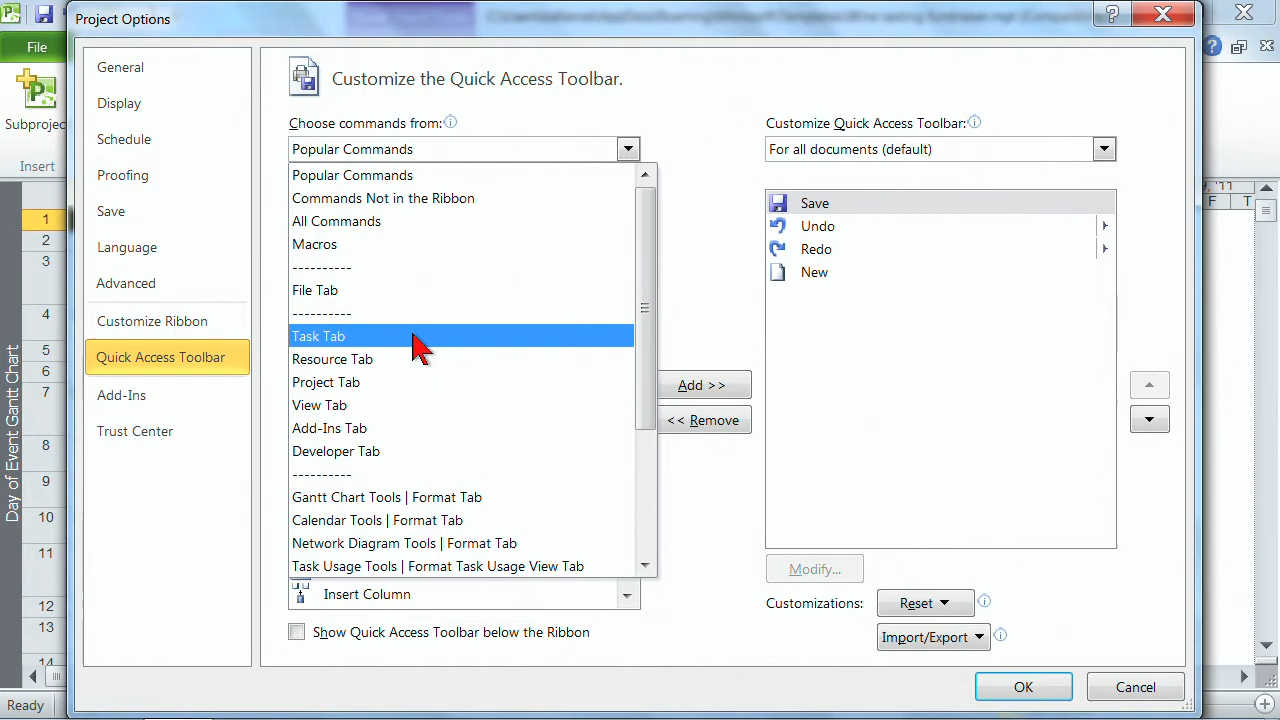 Project Options
File
Subproject
Insert
General
Display
Schedule
Proofing
Save
Language
Advanced
Customize Ribbon
Quick Access Toolbar
Add-Ins
Trust Center
Customize the Quick Access Toolbar.
Choose commands from:
Popular Commands
Popular Commands
Commands Not in the Ribbon
All Commands
Macros
----------
File Tab
----------
Task Tab
Resource Tab
Project Tab
View Tab
Add-Ins Tab
Developer Tab
----------
Gantt Chart Tools | Format Tab
Calendar Tools | Format Tab
Network Diagram Tools | Format Tab
Task Usage Tools | Format Task Usage View Tab
Insert Column
Show Quick Access Toolbar below the Ribbon
Add >>
<< Remove
Customize Quick Access Toolbar:
For all documents (default)
Save
Undo
Redo
New
Modify...
Customizations:
Reset
Import/Export
OK
Cancel
Day of Event Gantt Chart
1
2
3
4
5
6
7
8
9
10
11
12
13
14
'11
F T
Ready